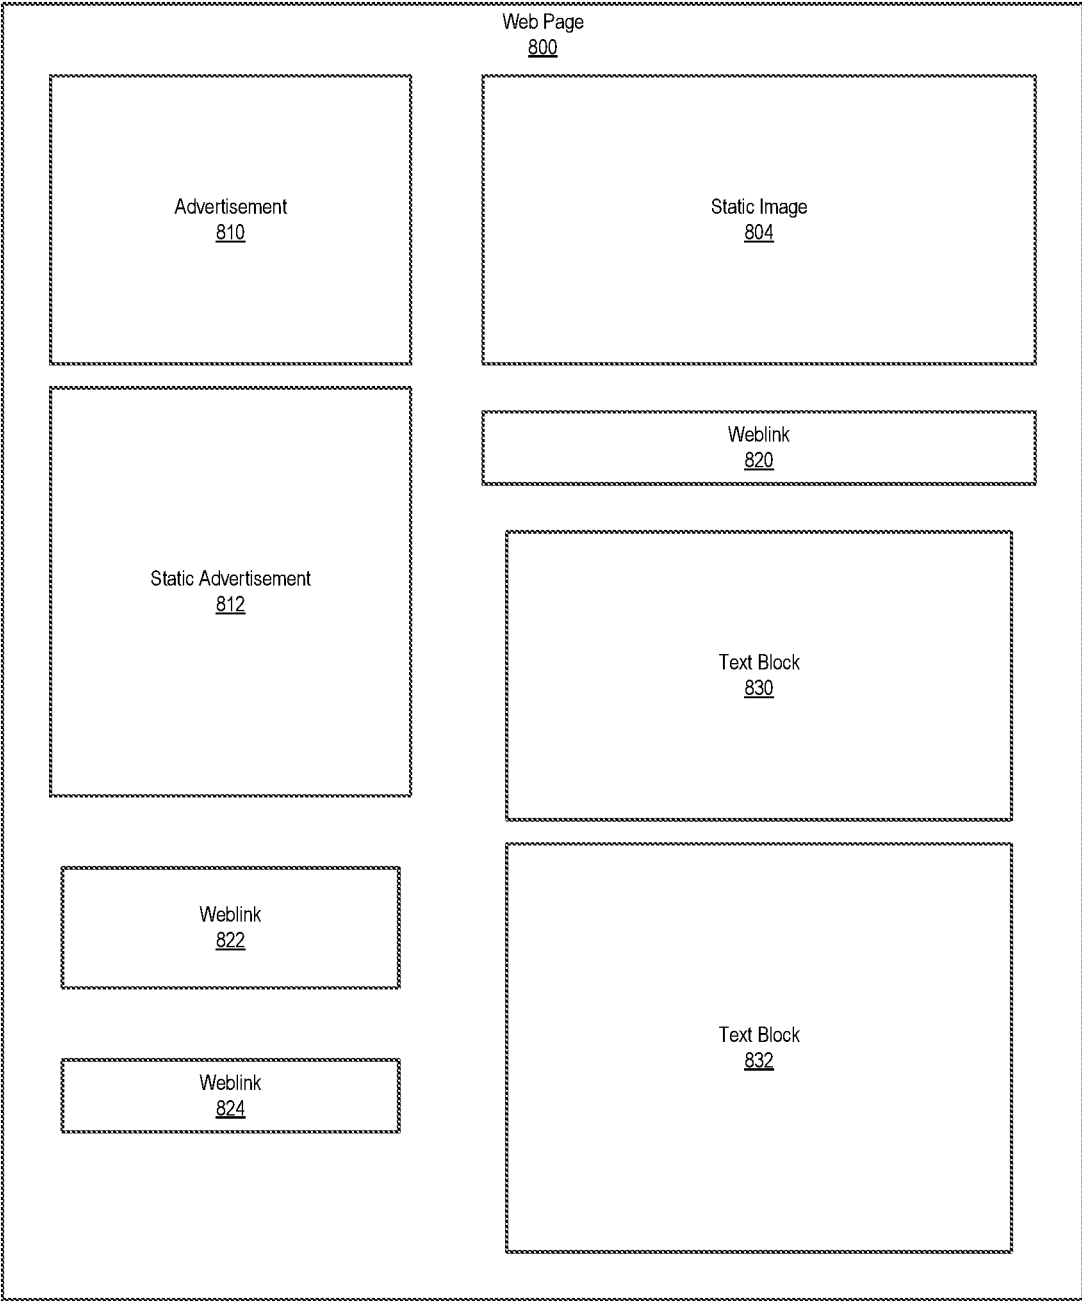 Web Page
800
Advertisement
810
Static Image
804
Weblink
820
Static Advertisement
812
Text Block
830
Weblink
822
Text Block
832
Weblink
824